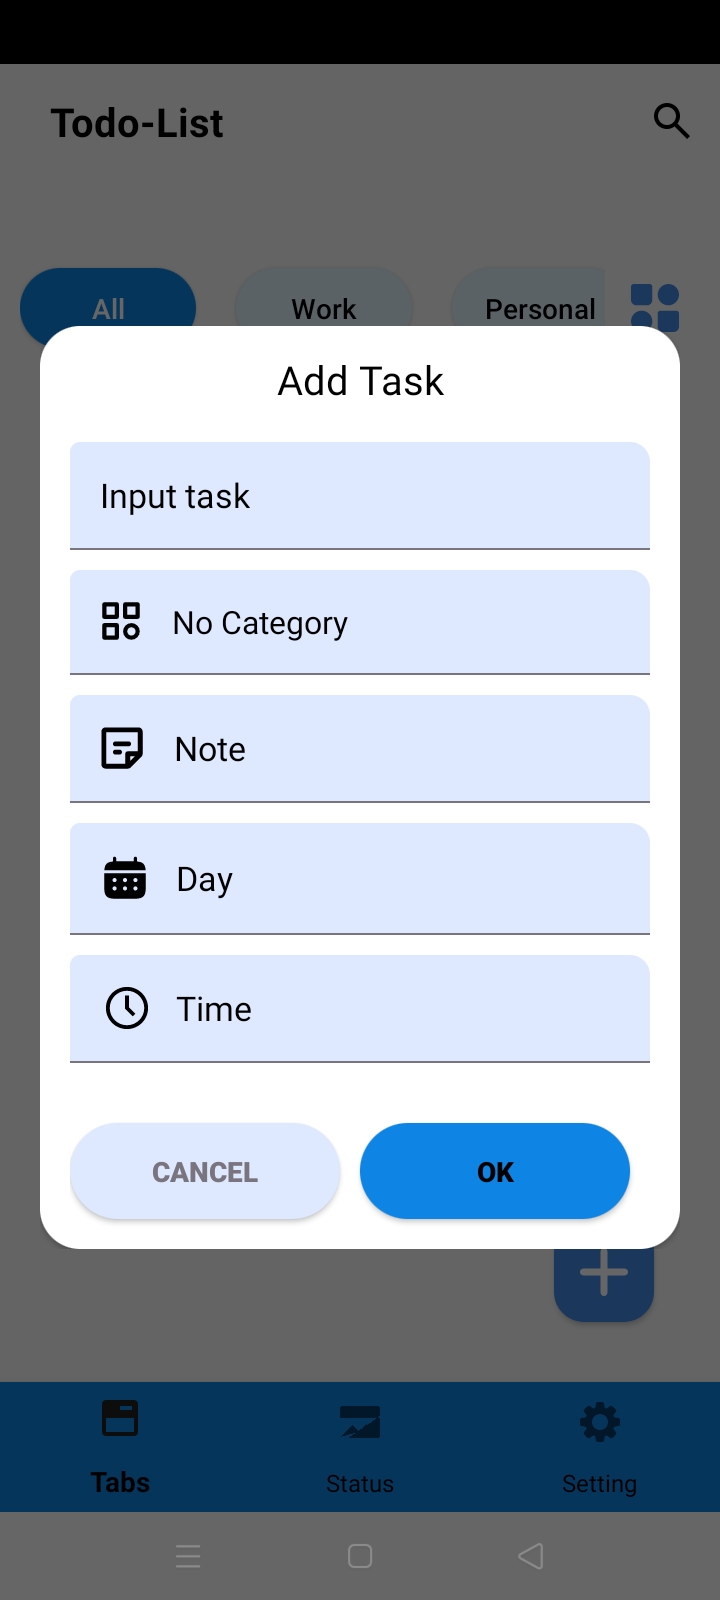 Todo-List
All Work Personal
Add Task
Input task
No Category
Note
Day
Time
CANCEL OK
Tabs Status Setting